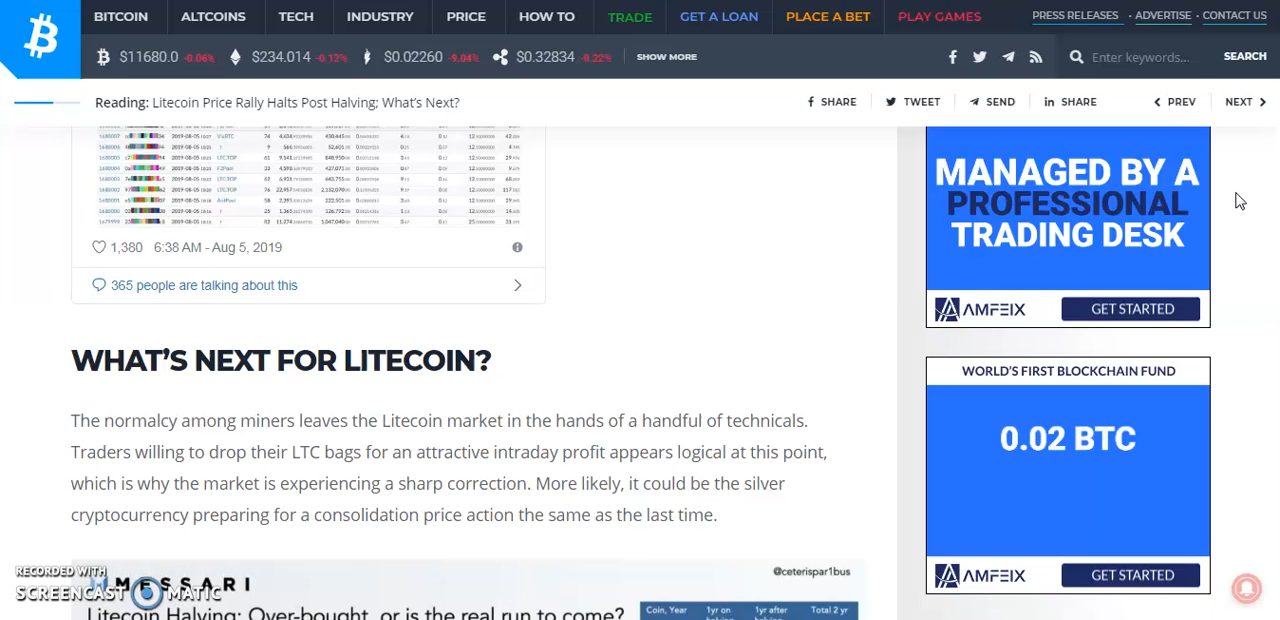 BITCOIN ALTCOINS TECH INDUSTRY PRICE HOW TO TRADE GET A LOAN PLACE A BET PLAY GAMES PRESS RELEASES • ADVERTISE • CONTACT US
$11680.0 -0.06% $234.014 -0.12% $0.02260 -9.04% $0.32834 -0.22% SHOW MORE Enter keywords... SEARCH
Reading: Litecoin Price Rally Halts Post Halving; What's Next? SHARE TWEET SEND in SHARE PREV NEXT
1,380 6:38 AM - Aug 5, 2019
365 people are talking about this
WHAT'S NEXT FOR LITECOIN?
The normalcy among miners leaves the Litecoin market in the hands of a handful of technicals.
Traders willing to drop their LTC bags for an attractive intraday profit appears logical at this point,
which is why the market is experiencing a sharp correction. More likely, it could be the silver
cryptocurrency preparing for a consolidation price action the same as the last time.
MESSARI
@ceterispar1bus
Litecoin Halving: Over-bought, or is the real run to come?
Coin, Year 1yr on halving 1yr after halving Total 2 yr
MANAGED BY A
PROFESSIONAL
TRADING DESK
AMFEIX GET STARTED
WORLD'S FIRST BLOCKCHAIN FUND
0.02 BTC
AMFEIX GET STARTED
RECORDED WITH
SCREENCAST MATIC